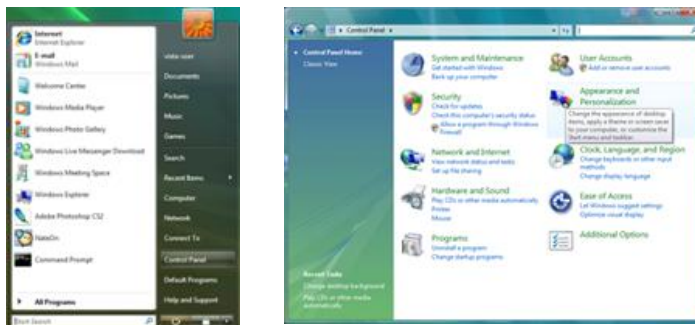 Internet
Internet Explorer
E-mail
Windows Mail
Welcome Center
Windows Media Player
Windows Photo Gallery
Windows Live Messenger Download
Windows Meeting Space
Windows Explorer
Adobe Photoshop CS2
NateOn
Command Prompt
All Programs
Start Search
vista user
Documents
Pictures
Music
Games
Search
Recent Items
Computer
Network
Connect To
Control Panel
Default Programs
Help and Support
Control Panel
Control Panel Home
Classic View
System and Maintenance
Get started with Windows
Back up your computer
Security
Check for updates
Check this computer's security status
Allow a program through Windows
Firewall
Network and Internet
View network status and tasks
Set up file sharing
Hardware and Sound
Play CDs or other media automatically
Printer
Mouse
Programs
Uninstall a program
Change startup programs
User Accounts
Add or remove user accounts
Appearance and
Personalization
Change the appearance of desktop
items, apply a theme or screen saver
to your computer, or customize the
Start menu and taskbar.
Clock, Language, and Region
Change keyboards or other input
methods
Change display language
Ease of Access
Let Windows suggest settings
Optimize visual display
Additional Options
Recent Tasks
Change desktop background
Play CDs or other media
automatically